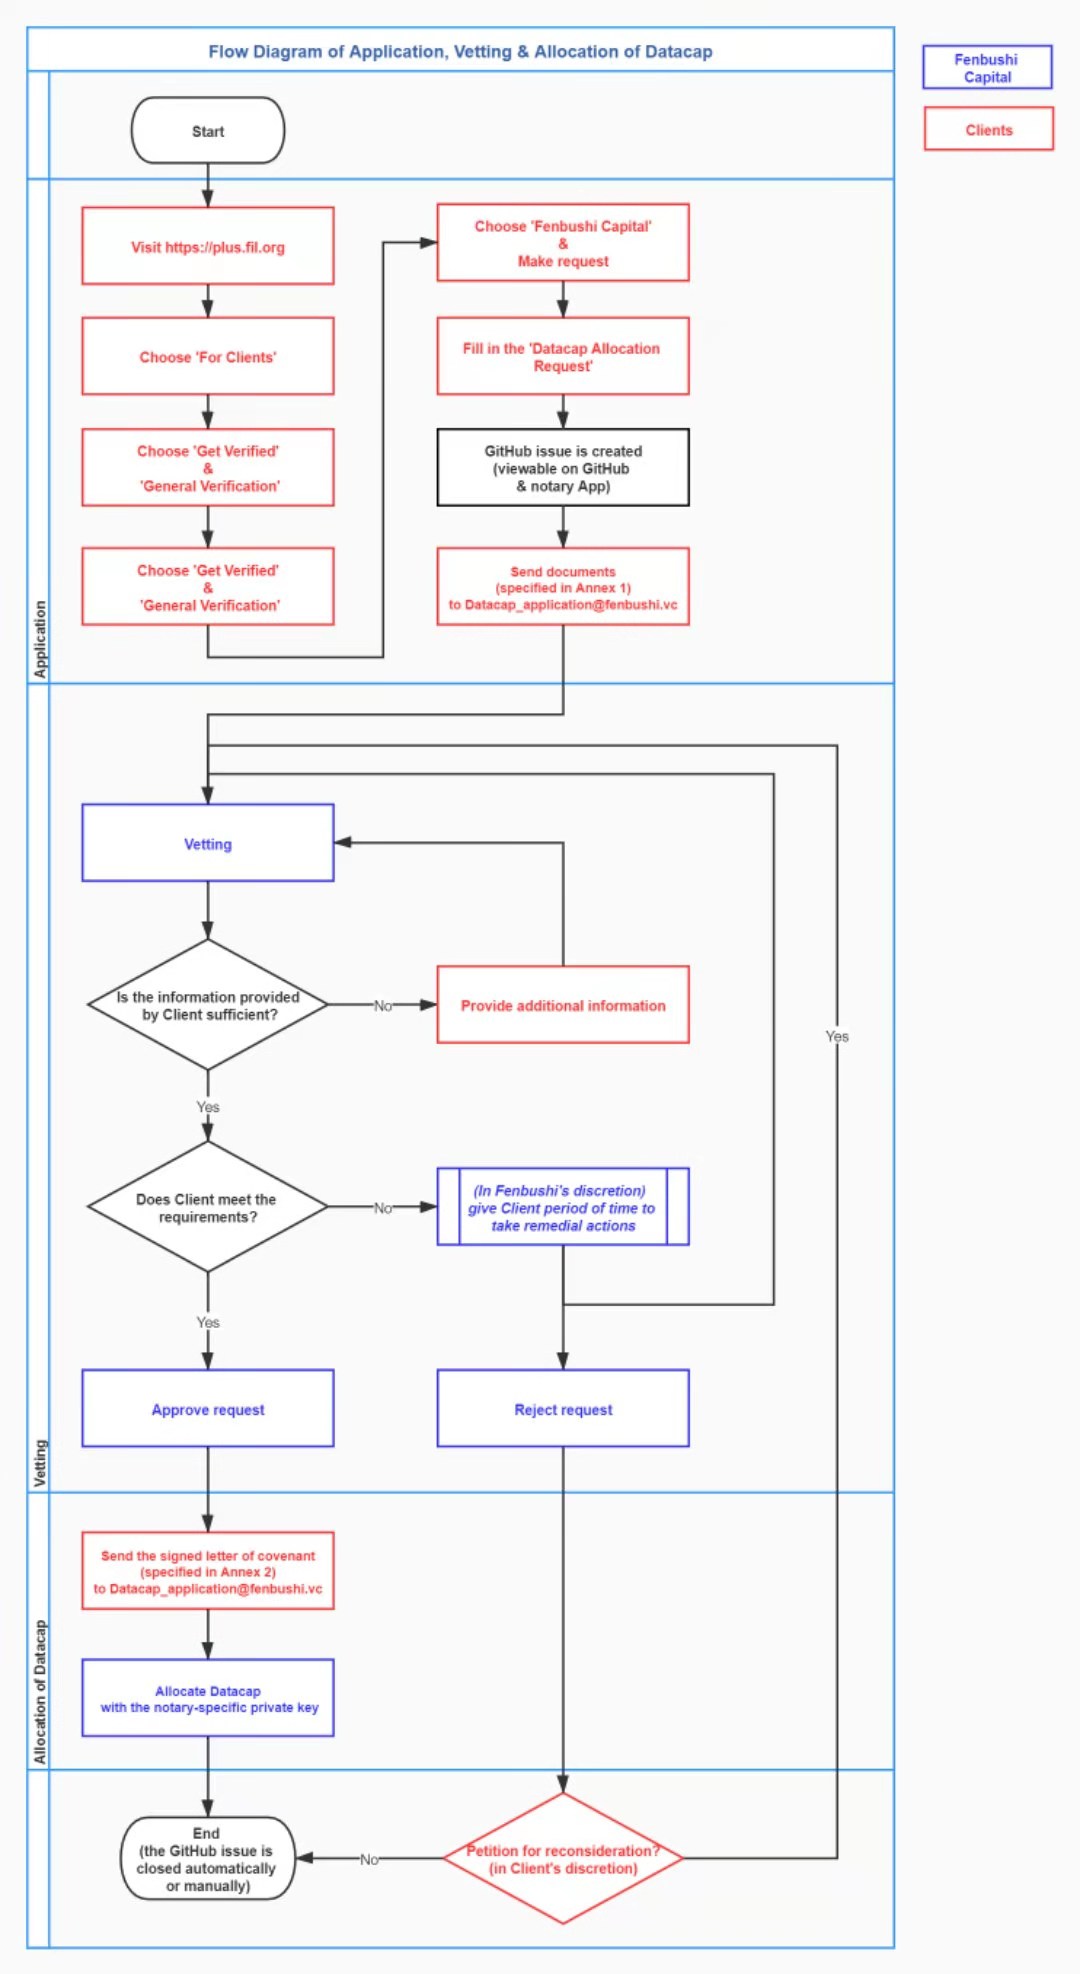 Flow Diagram of Application, Vetting & Allocation of Datacap
Fenbushi
Capital
Clients
Start
Application
Visit https://plus.fil.org
Choose 'For Clients'
Choose 'Get Verified'
&
'General Verification'
Choose 'Get Verified'
&
'General Verification'
Choose 'Fenbushi Capital'
&
Make request
Fill in the 'Datacap Allocation
Request'
GitHub issue is created
(viewable on GitHub
& notary App)
Send documents
(specified in Annex 1)
to Datacap_application@fenbushi.vc
Vetting
Vetting
Is the information provided
by Client sufficient?
No
Provide additional information
Yes
Yes
Does Client meet the
requirements?
No
(In Fenbushi's discretion)
give Client period of time to
take remedial actions
Yes
Approve request
Reject request
Allocation of Datacap
Send the signed letter of covenant
(specified in Annex 2)
to Datacap_application@fenbushi.vc
Allocate Datacap
with the notary-specific private key
End
(the GitHub issue is
closed automatically
or manually)
No
Petition for reconsideration?
(in Client's discretion)